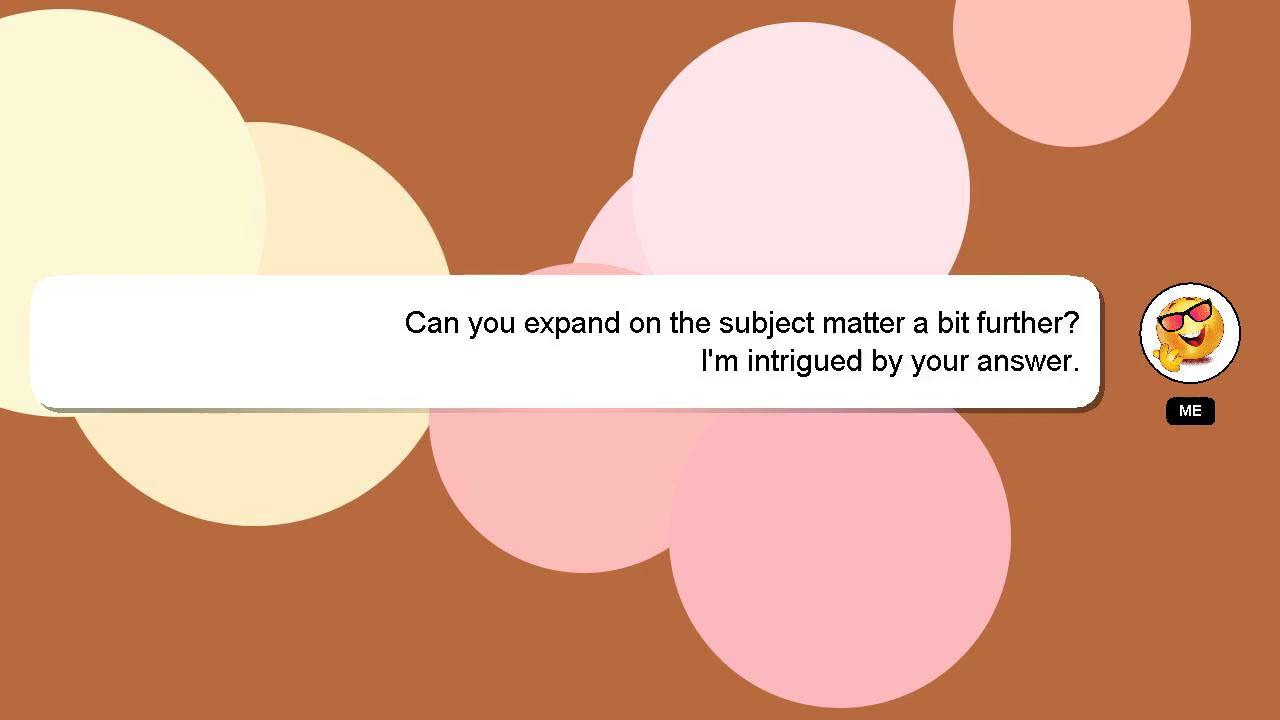 Can you expand on the subject matter a bit further?
I'm intrigued by your answer.
ME